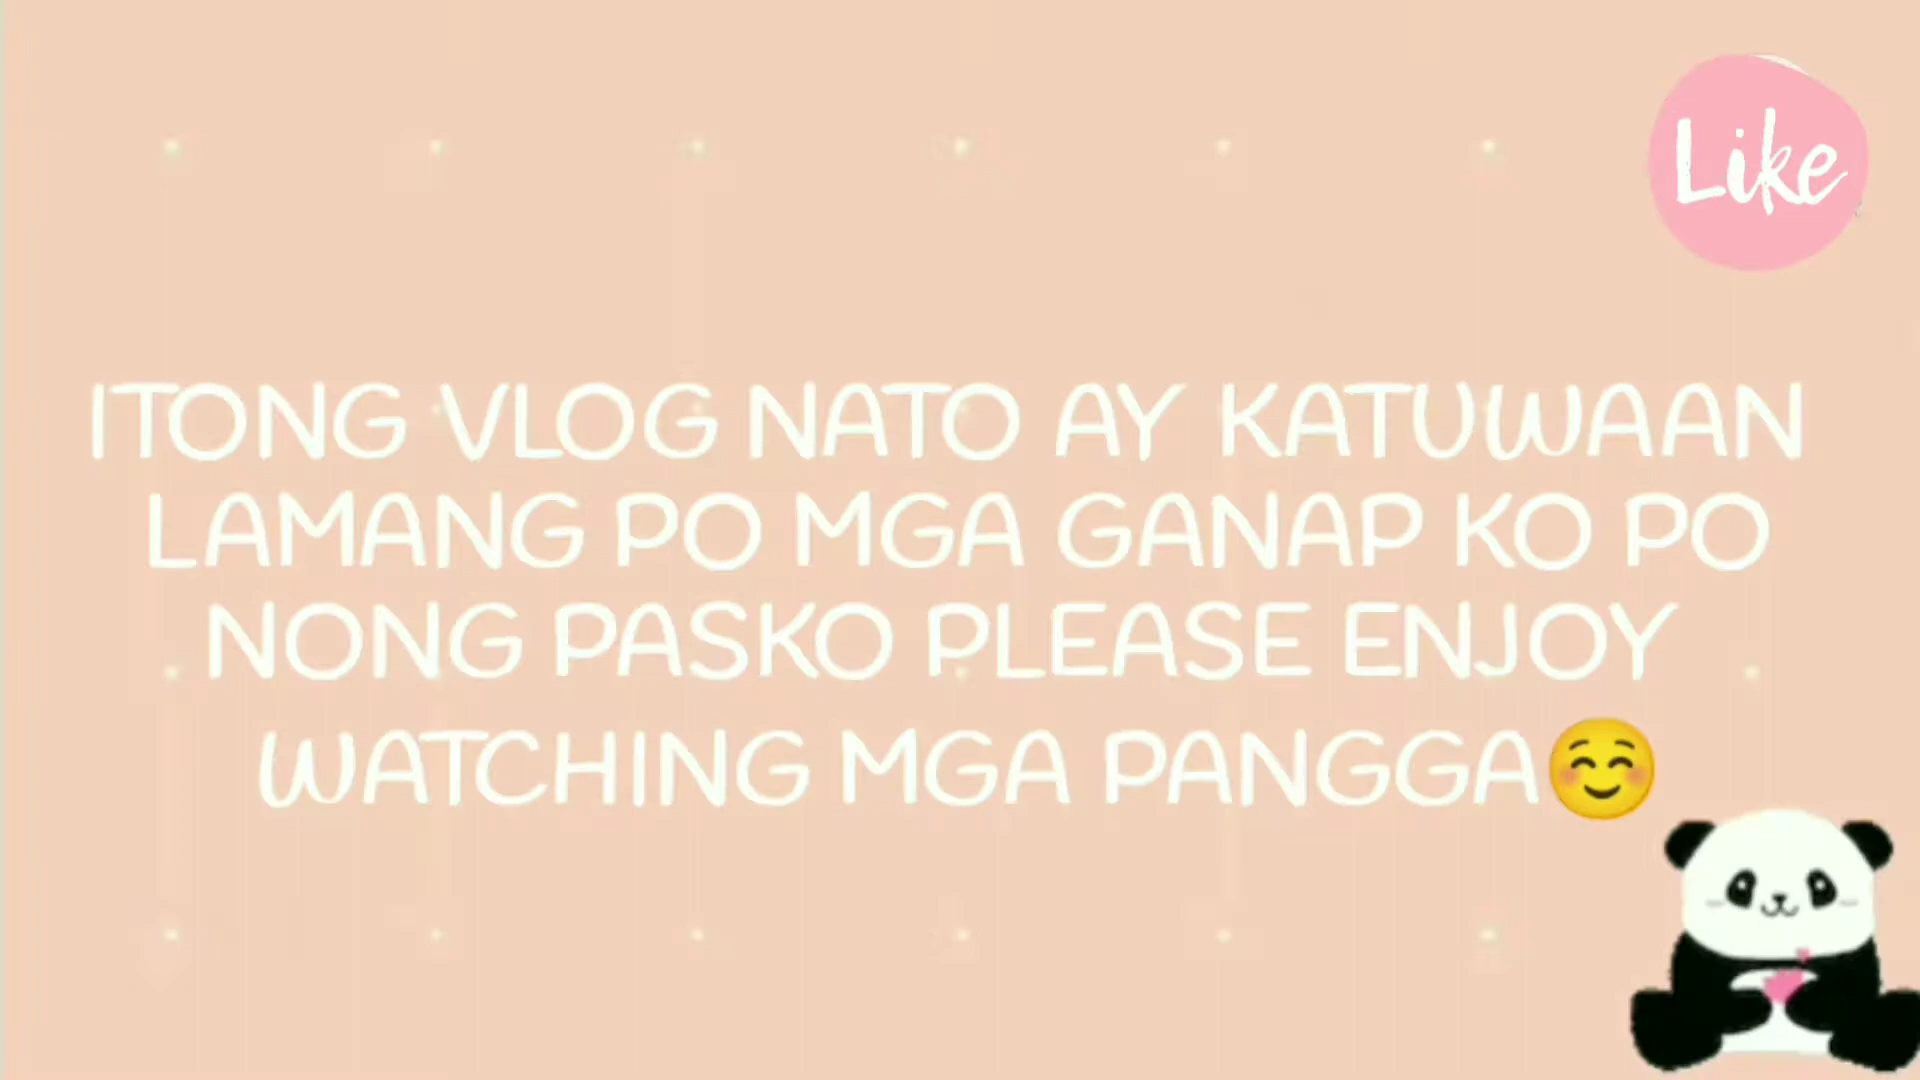 Like
ITONG VLOG NATO AY KATUWAAN
LAMANG PO MGA GANAP KO PO
NONG PASKO PLEASE ENJOY
WATCHING MGA PANGGA☺️